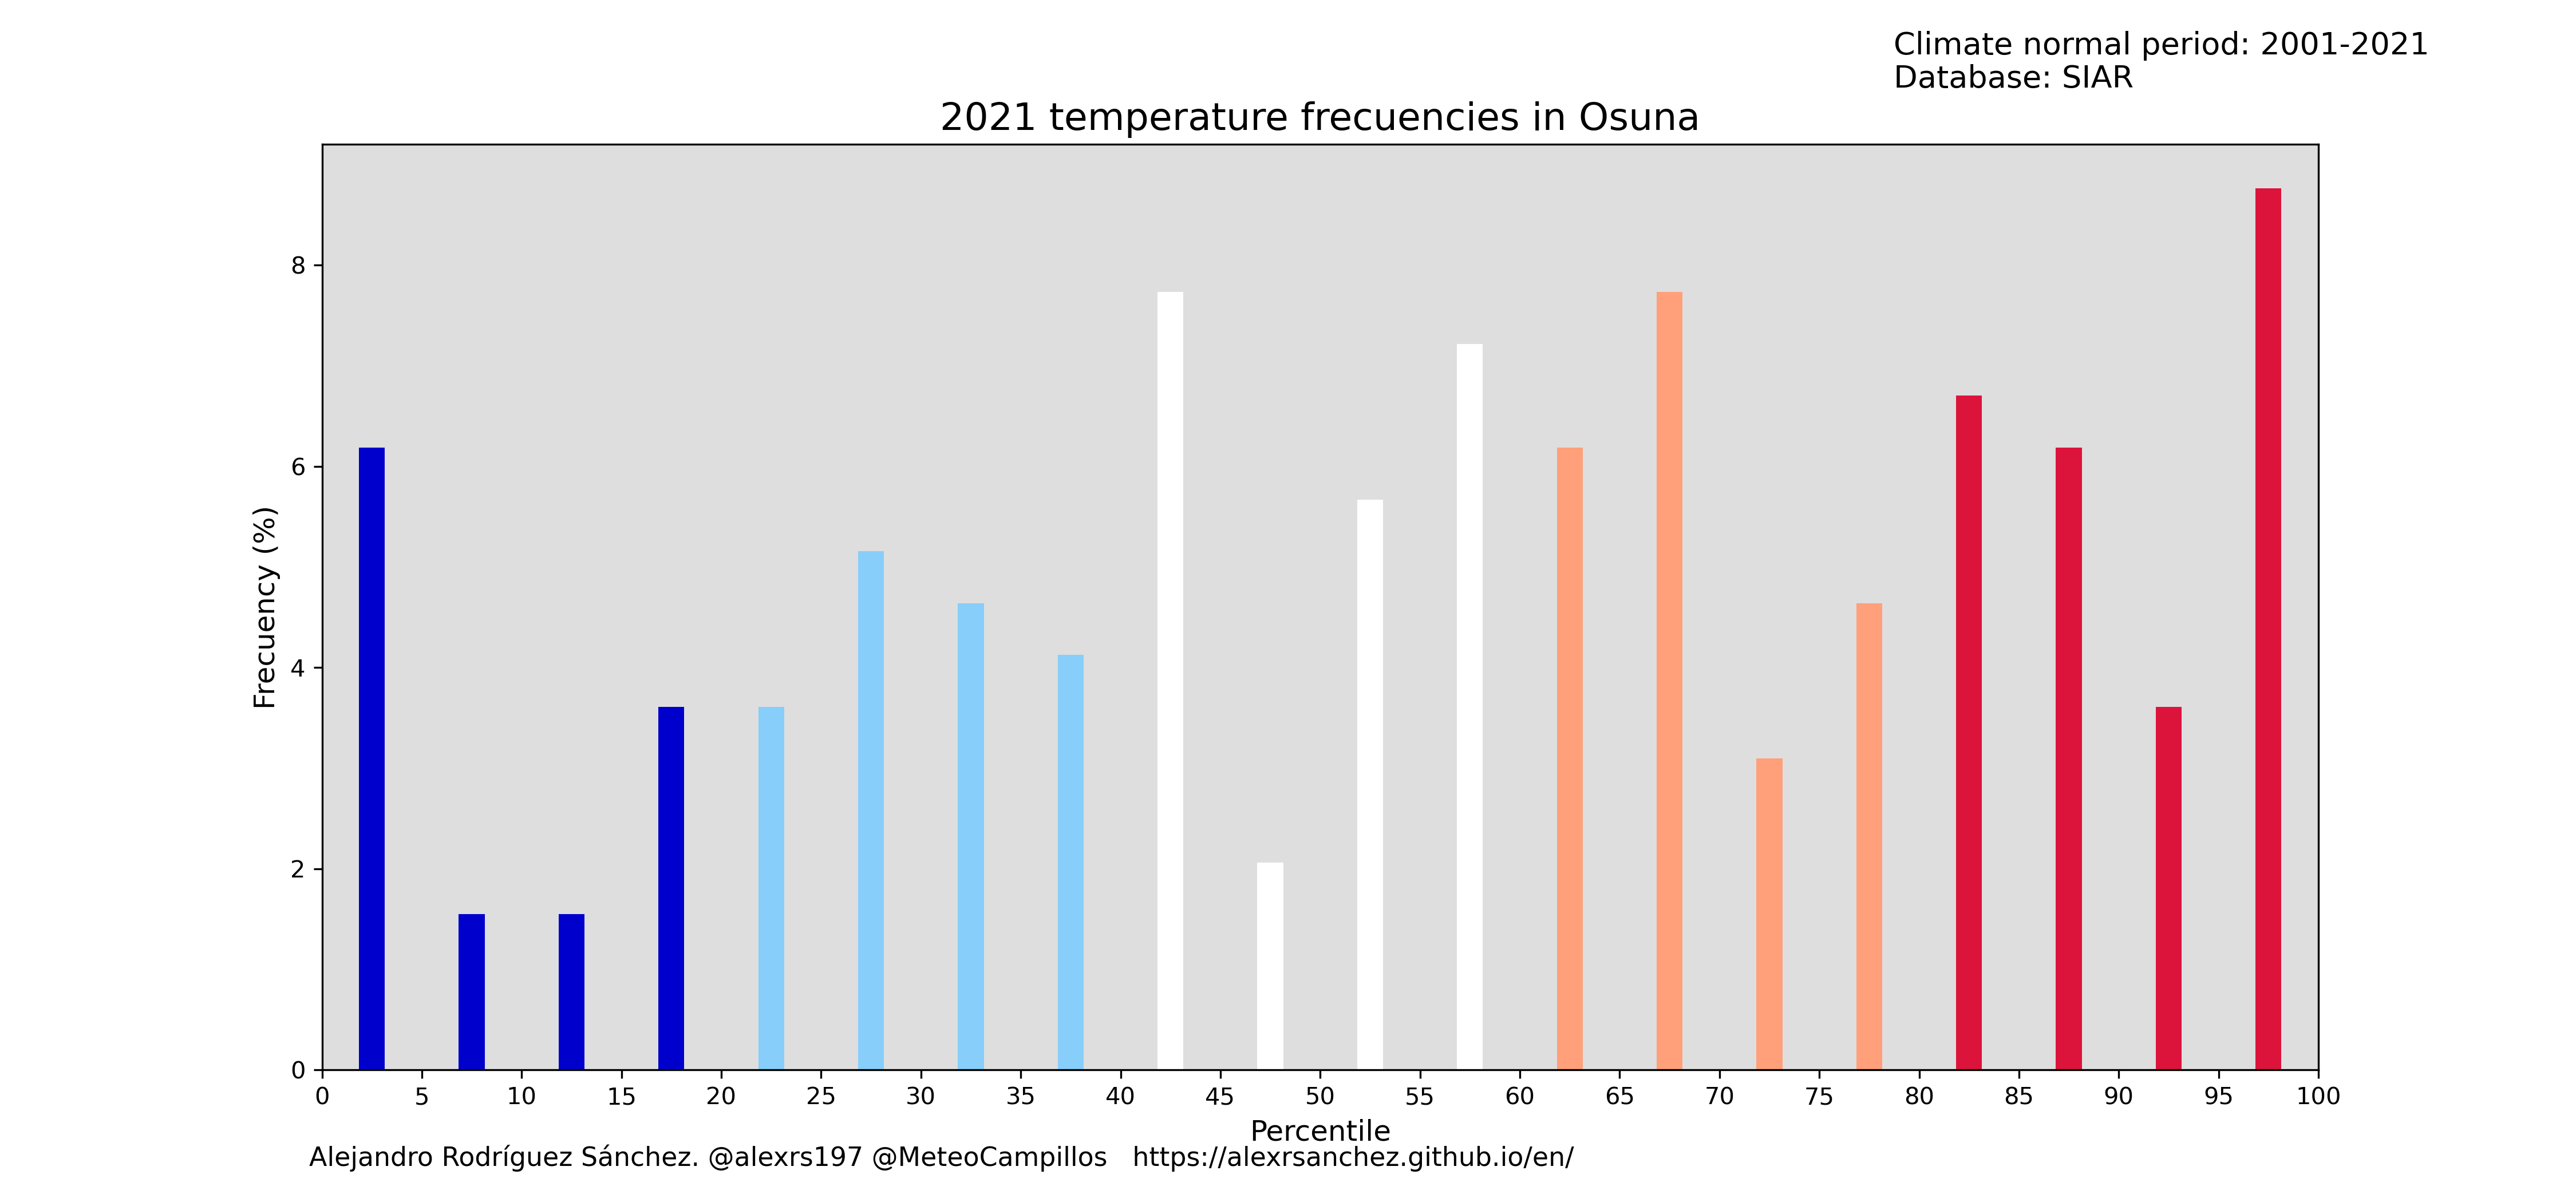 Climate normal period: 2001-2021
Database: SIAR
2021 temperature frecuencies in Osuna
Frecuency (%)
8
6
4
2
0
0 5 10 15 20 25 30 35 40 45 50 55 60 65 70 75 80 85 90 95 100
Percentile
Alejandro Rodríguez Sánchez. @alexrs197 @MeteoCampillos https://alexrsanchez.github.io/en/